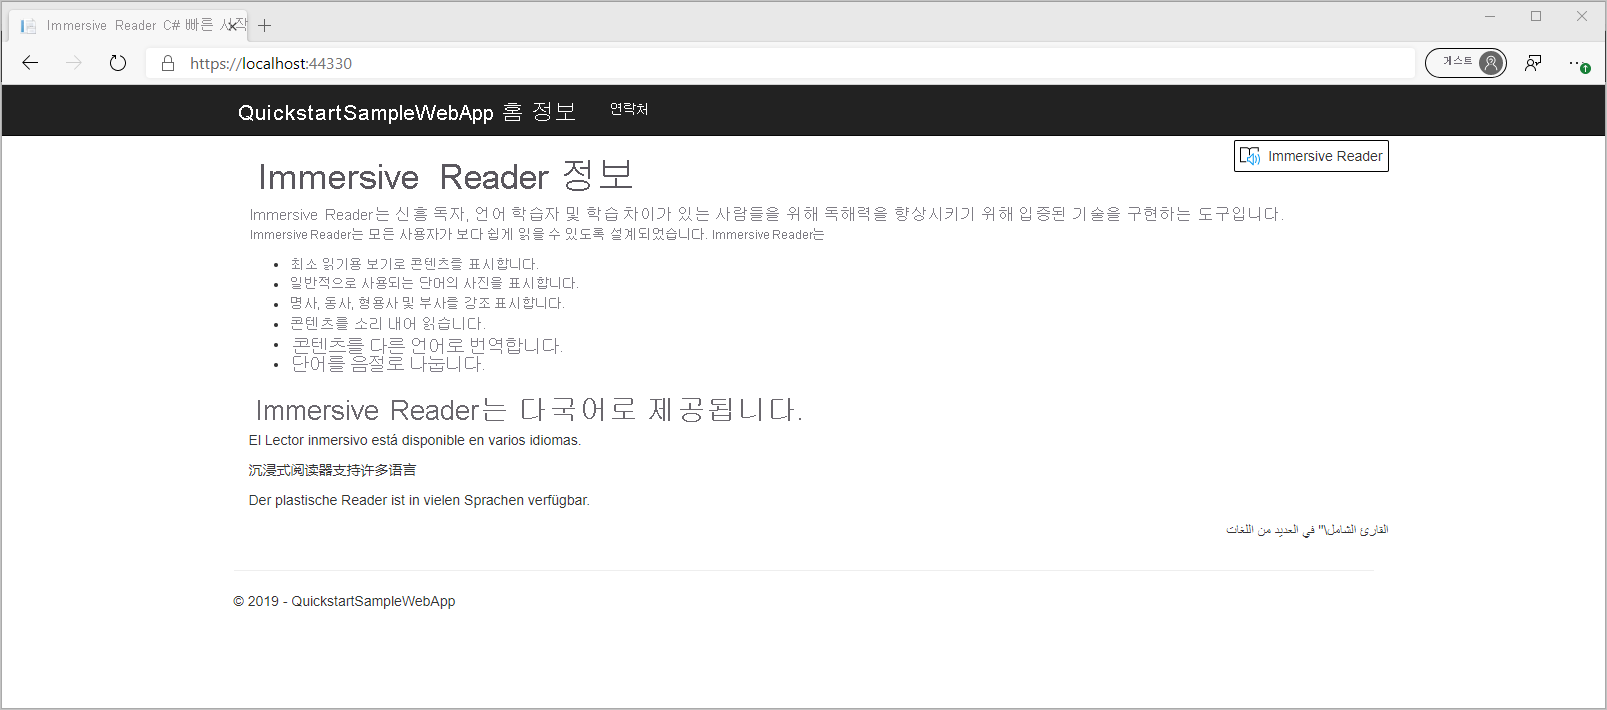 Immersive Reader C# 빠른 시작
https://localhost:44330
게스트
QuickstartSampleWebApp 홈 정보 연락처
Immersive Reader
Immersive Reader 정보
Immersive Reader는 신흥 독자, 언어 학습자 및 학습 차이가 있는 사람들을 위해 독해력을 향상시키기 위해 입증된 기술을 구현하는 도구입니다.
Immersive Reader는 모든 사용자가 보다 쉽게 읽을 수 있도록 설계되었습니다. Immersive Reader는
최소 읽기용 보기로 콘텐츠를 표시합니다.
일반적으로 사용되는 단어의 사진을 표시합니다.
명사, 동사, 형용사 및 부사를 강조 표시합니다.
콘텐츠를 소리 내어 읽습니다.
콘텐츠를 다른 언어로 번역합니다.
단어를 음절로 나눕니다.
Immersive Reader는 다국어로 제공됩니다.
El Lector inmersivo está disponible en varios idiomas.
沉浸式阅读器支持许多语言
Der plastische Reader ist in vielen Sprachen verfügbar.
القارئ الشامل\" في العديد من اللغات
© 2019 - QuickstartSampleWebApp